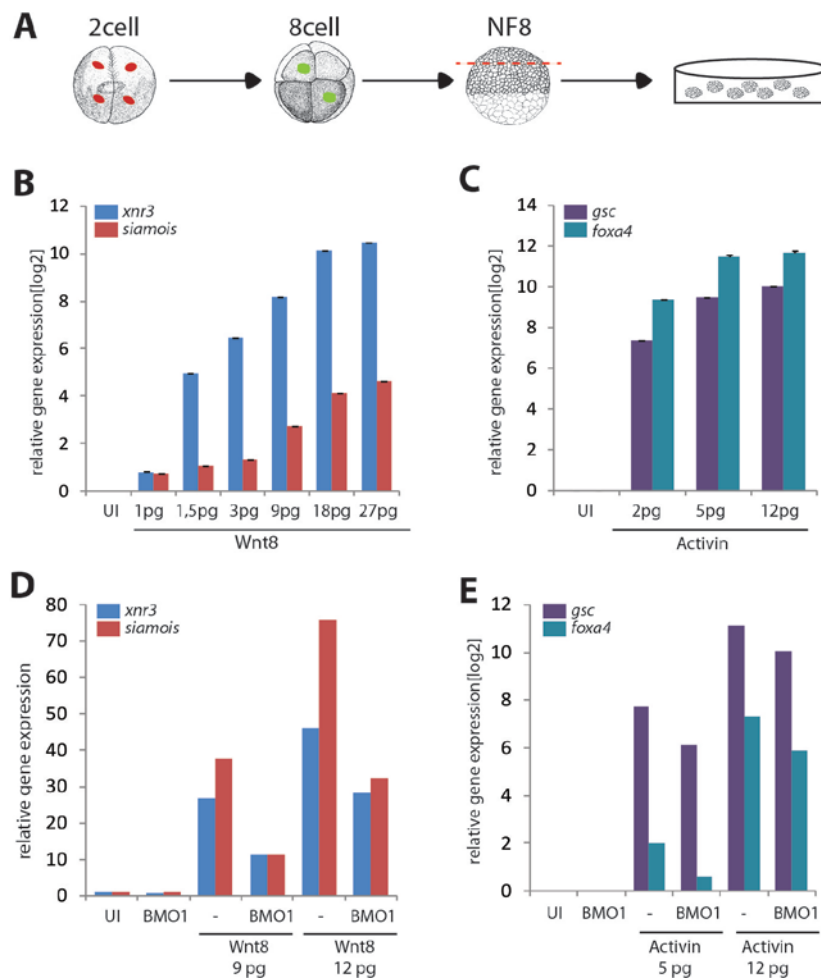 A
2cell
8cell
NF8
B
xnr3
siamois
relative gene expression[log2]
12
10
8
6
4
2
0
UI
1pg
1,5pg
3pg
9pg
18pg
27pg
Wnt8
C
gsc
foxa4
relative gene expression[log2]
14
12
10
8
6
4
2
0
UI
2pg
5pg
12pg
Activin
D
xnr3
siamois
relative gene expression
80
70
60
50
40
30
20
10
0
UI
BMO1
-
BMO1
-
BMO1
Wnt8
9 pg
Wnt8
12 pg
E
gsc
foxa4
relative gene expression[log2]
12
10
8
6
4
2
0
UI
BMO1
-
BMO1
-
BMO1
Activin
5 pg
Activin
12 pg